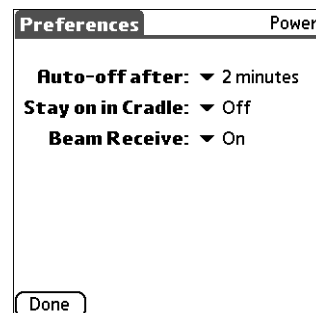 Preferences Power
Auto-off after: 2 minutes
Stay on in Cradle: Off
Beam Receive: On
Done